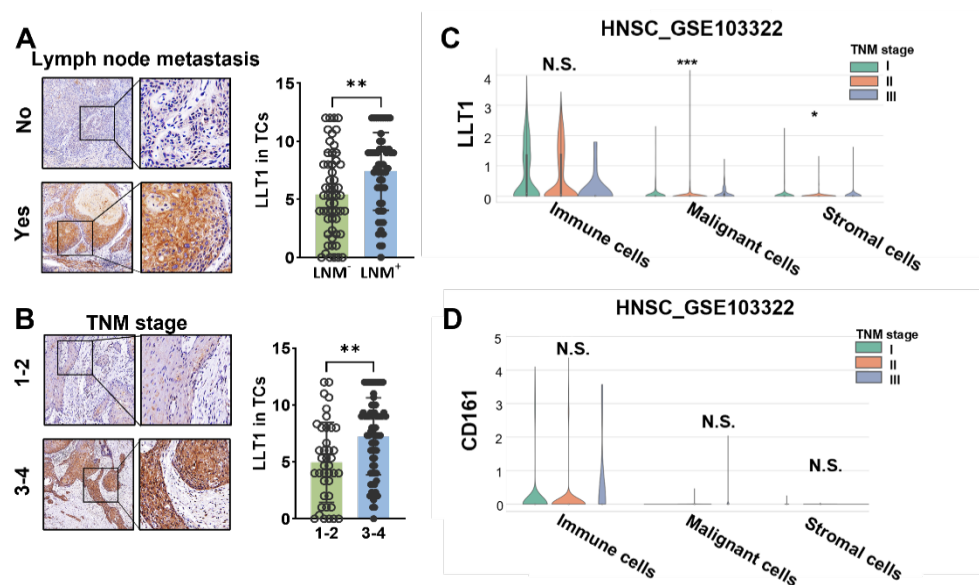 A
Lymph node metastasis
No
Yes
LLT1 in TCs
15
10
5
0
**
LNM⁻
LNM⁺
B
TNM stage
1-2
3-4
LLT1 in TCs
15
10
5
0
**
1-2
3-4
C
HNSC_GSE103322
LLT1
4
3
2
1
0
N.S.
***
*
TNM stage
I
II
III
Immune cells
Malignant cells
Stromal cells
D
HNSC_GSE103322
CD161
5
4
3
2
1
0
N.S.
N.S.
N.S.
TNM stage
I
II
III
Immune cells
Malignant cells
Stromal cells